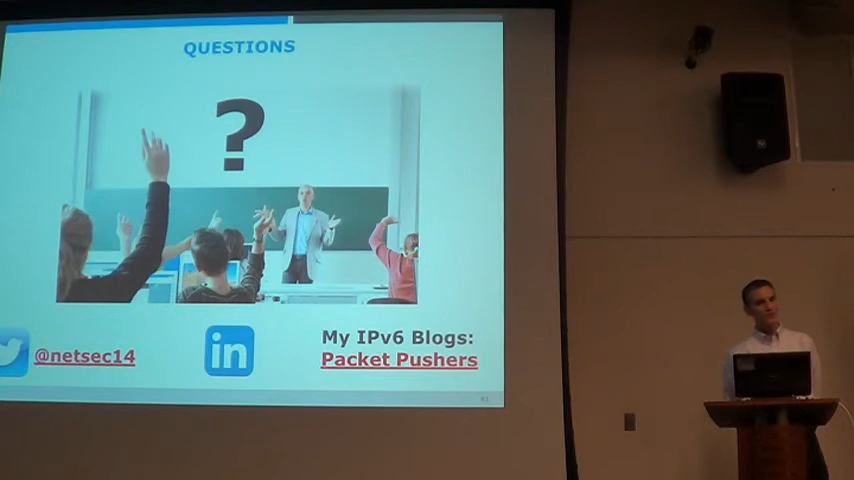 QUESTIONS
?
@netsec14
in
My IPv6 Blogs:
Packet Pushers